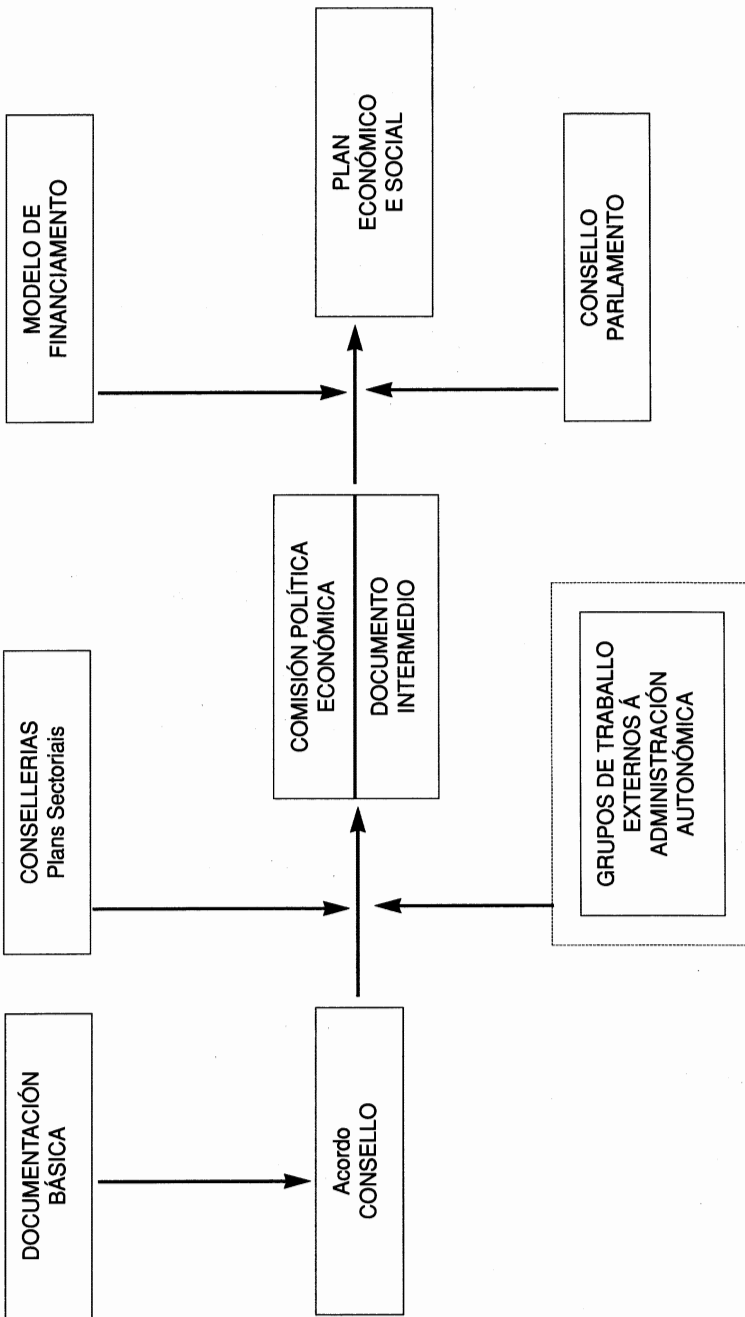 DOCUMENTACIÓN
BÁSICA
CONSELLERIAS
Plans Sectoriais
MODELO DE
FINANCIAMENTO
Acordo
CONSELLO
COMISIÓN POLÍTICA
ECONÓMICA
DOCUMENTO
INTERMEDIO
PLAN
ECONÓMICO
E SOCIAL
GRUPOS DE TRABALLO
EXTERNOS Á
ADMINISTRACIÓN
AUTONÓMICA
CONSELLO
PARLAMENTO